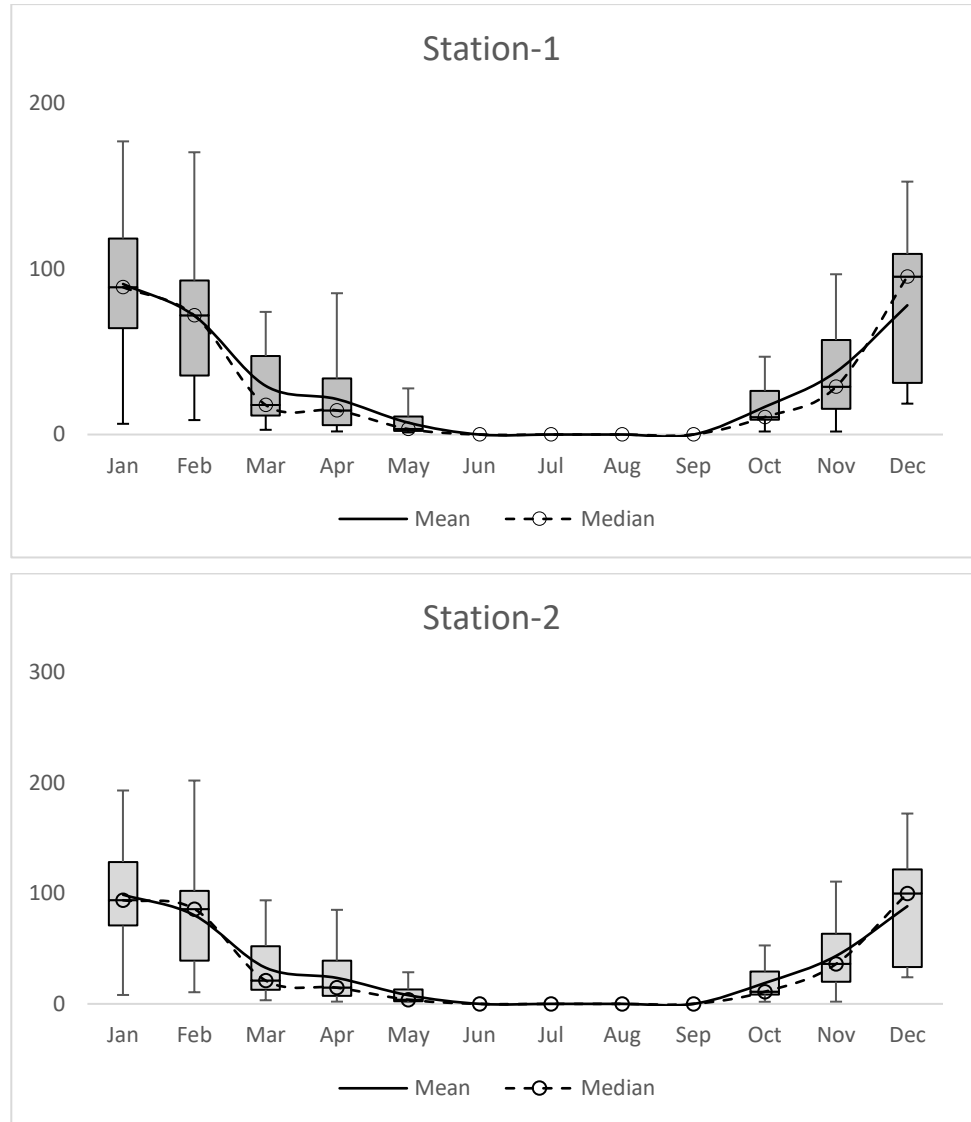 Station-1
200
100
0
Jan Feb Mar Apr May Jun Jul Aug Sep Oct Nov Dec
Mean Median
Station-2
300
200
100
0
Jan Feb Mar Apr May Jun Jul Aug Sep Oct Nov Dec
Mean Median